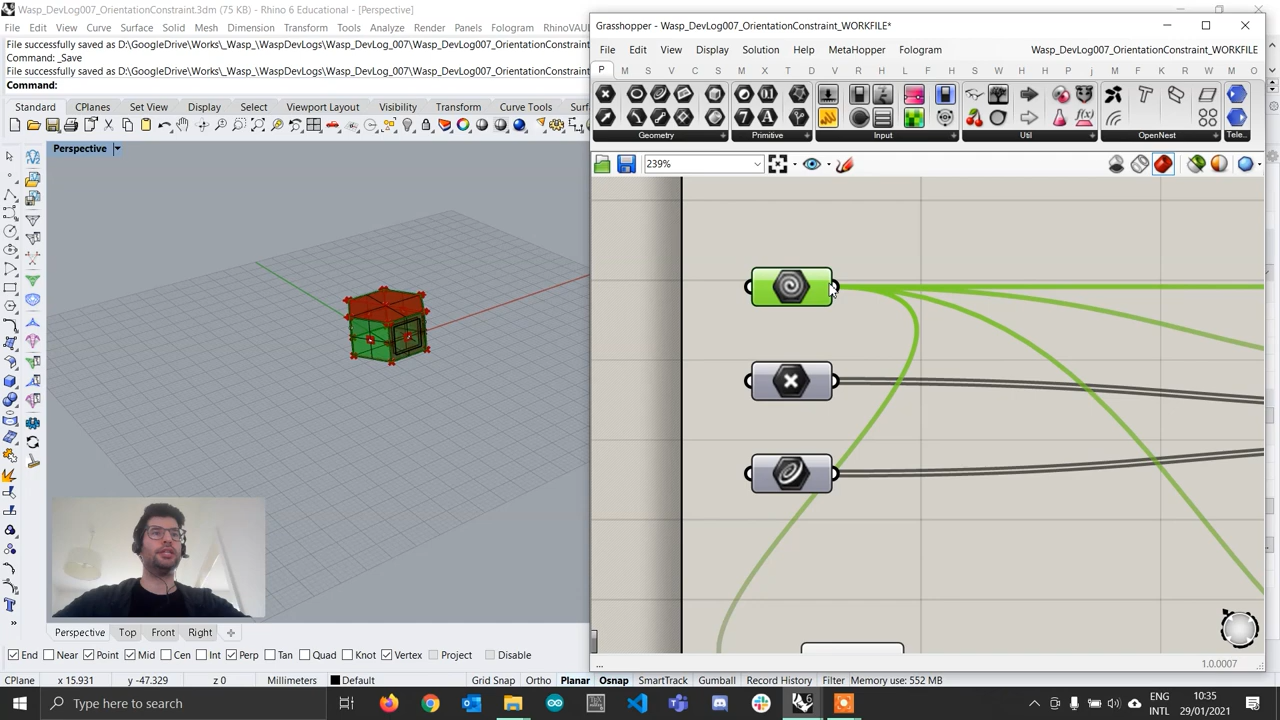 Wasp_DevLog007_OrientationConstraint.3dm (75 KB) - Rhino 6 Educational - [Perspective]
File Edit View Curve Surface Solid Mesh Dimension Transform Tools Analyze Render Panels Fologram RhinoVAU
File successfully saved as D:\GoogleDrive\Works\_Wasp_\WaspDevLogs\Wasp_DevLog_007\Wasp_DevLog007_OrientationConstraint
Command: _Save
File successfully saved as D:\GoogleDrive\Works\_Wasp_\WaspDevLogs\Wasp_DevLog_007\Wasp_DevLog007_OrientationConstraint
Command:
Standard CPlanes Set View Display Select Viewport Layout Visibility Transform Curve Tools
Perspective
Grasshopper - Wasp_DevLog007_OrientationConstraint_WORKFILE*
File Edit View Display Solution Help MetaHopper Fologram Wasp_DevLog007_OrientationConstraint_WORKFILE
P M S V C S D M X T D V R H L F H S W M P j M E F C H R W M O
Geometry Primitive Input Util OpenNest Tele..
239%
... 1.0.0007
Perspective Top Front Right
End Near Point Mid Cen Int Perp Tan Quad Knot Vertex Project Disable
CPlane x 15.931 y -47.329 z 0 Millimeters Default Grid Snap Ortho Planar Osnap SmartTrack Gumball Record History Filter Memory use: 552 MB
Type here to search
ENG
INTL
10:35
29/01/2021